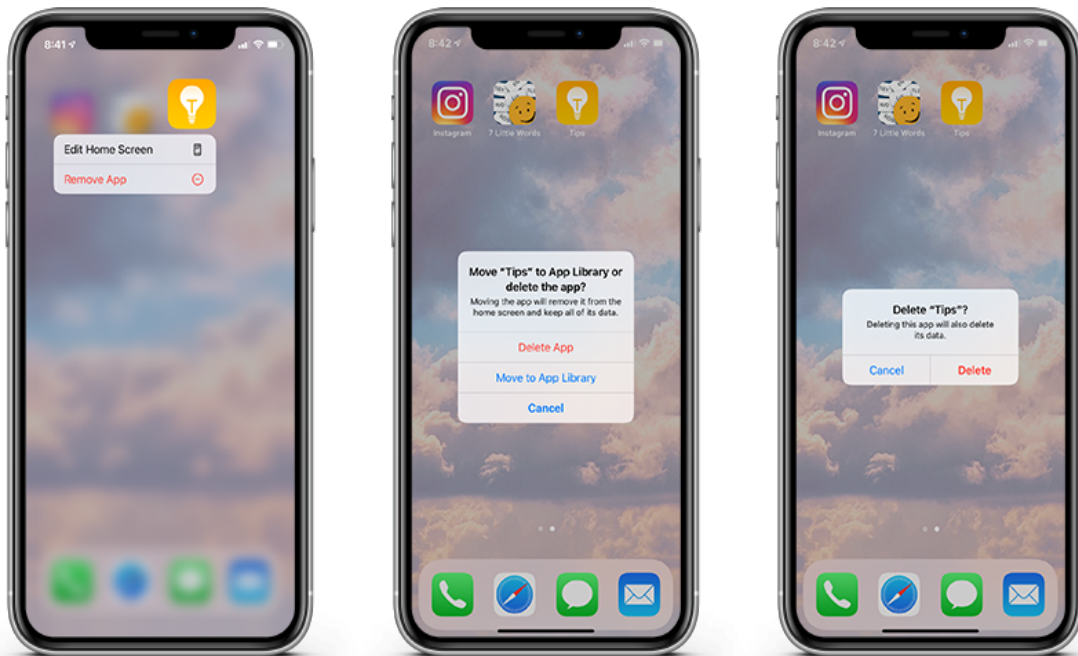 8:41
Edit Home Screen
Remove App
8:42
Instagram
7 Little Words
Tips
Move "Tips" to App Library or
delete the app?
Moving the app will remove it from the
home screen and keep all of its data.
Delete App
Move to App Library
Cancel
8:42
Instagram
7 Little Words
Tips
Delete "Tips"?
Deleting this app will also delete
its data.
Cancel
Delete